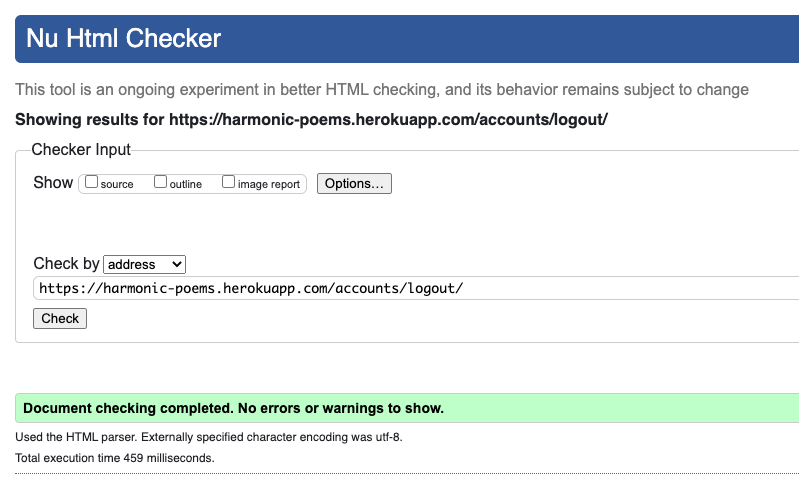 Nu Html Checker
This tool is an ongoing experiment in better HTML checking, and its behavior remains subject to change
Showing results for https://harmonic-poems.herokuapp.com/accounts/logout/
Checker Input
Show source outline image report Options...
Check by address
https://harmonic-poems.herokuapp.com/accounts/logout/
Check
Document checking completed. No errors or warnings to show.
Used the HTML parser. Externally specified character encoding was utf-8.
Total execution time 459 milliseconds.